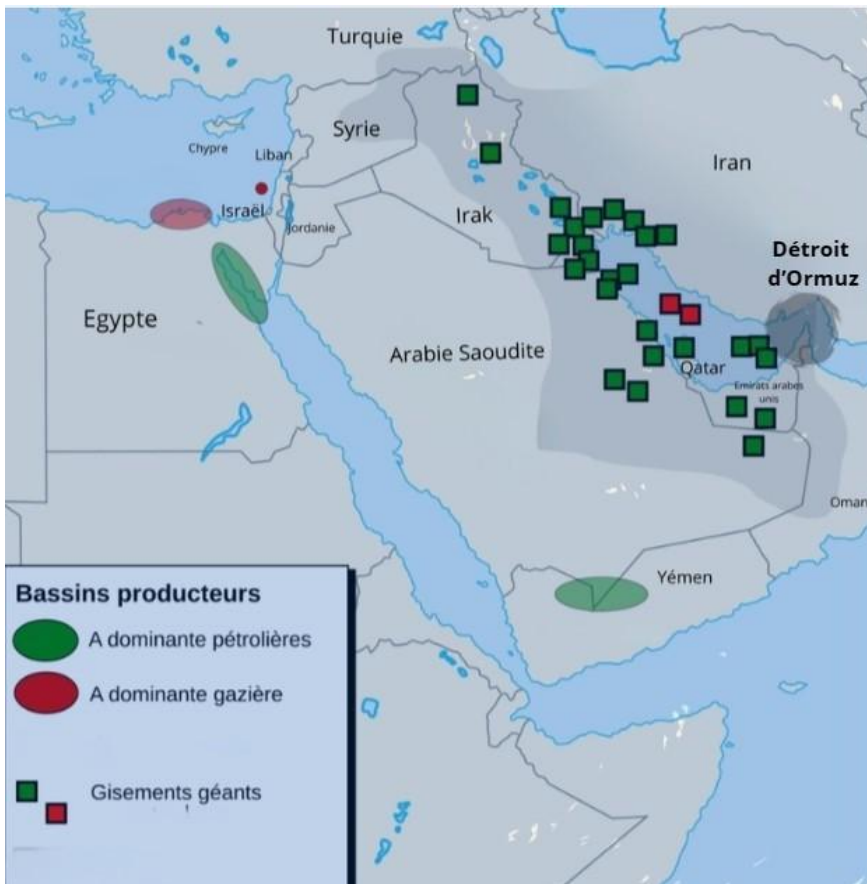 Turquie
Syrie
Chypre
Liban
Iran
Israël
Irak
Jordanie
Détroit
d'Ormuz
Egypte
Arabie Saoudite
Qatar
Emirats arabes
unis
Oman
Yémen
Bassins producteurs
A dominante pétrolières
A dominante gazière
Gisements géants